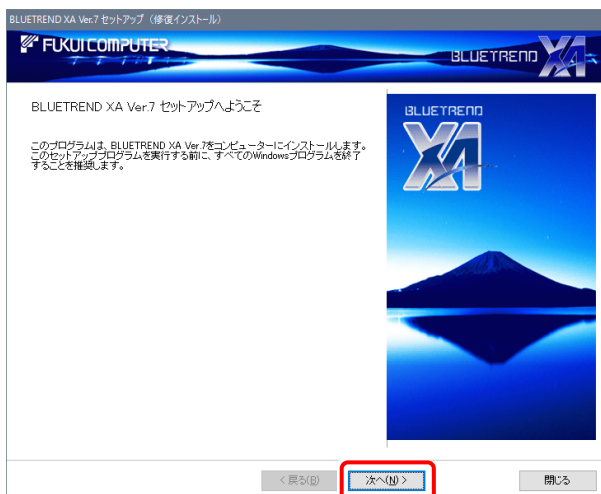 BLUETREND XA Ver.7 セットアップ (修復インストール)
FUKUI COMPUTER
BLUETREND XA
BLUETREND XA Ver.7 セットアップへようこそ
このプログラムは、BLUETREND XA Ver.7をコンピューターにインストールします。
このセットアッププログラムを実行する前に、すべてのWindowsプログラムを終了
することを推奨します。
BLUETREND
XA
< 戻る(B)
次へ(N) >
閉じる